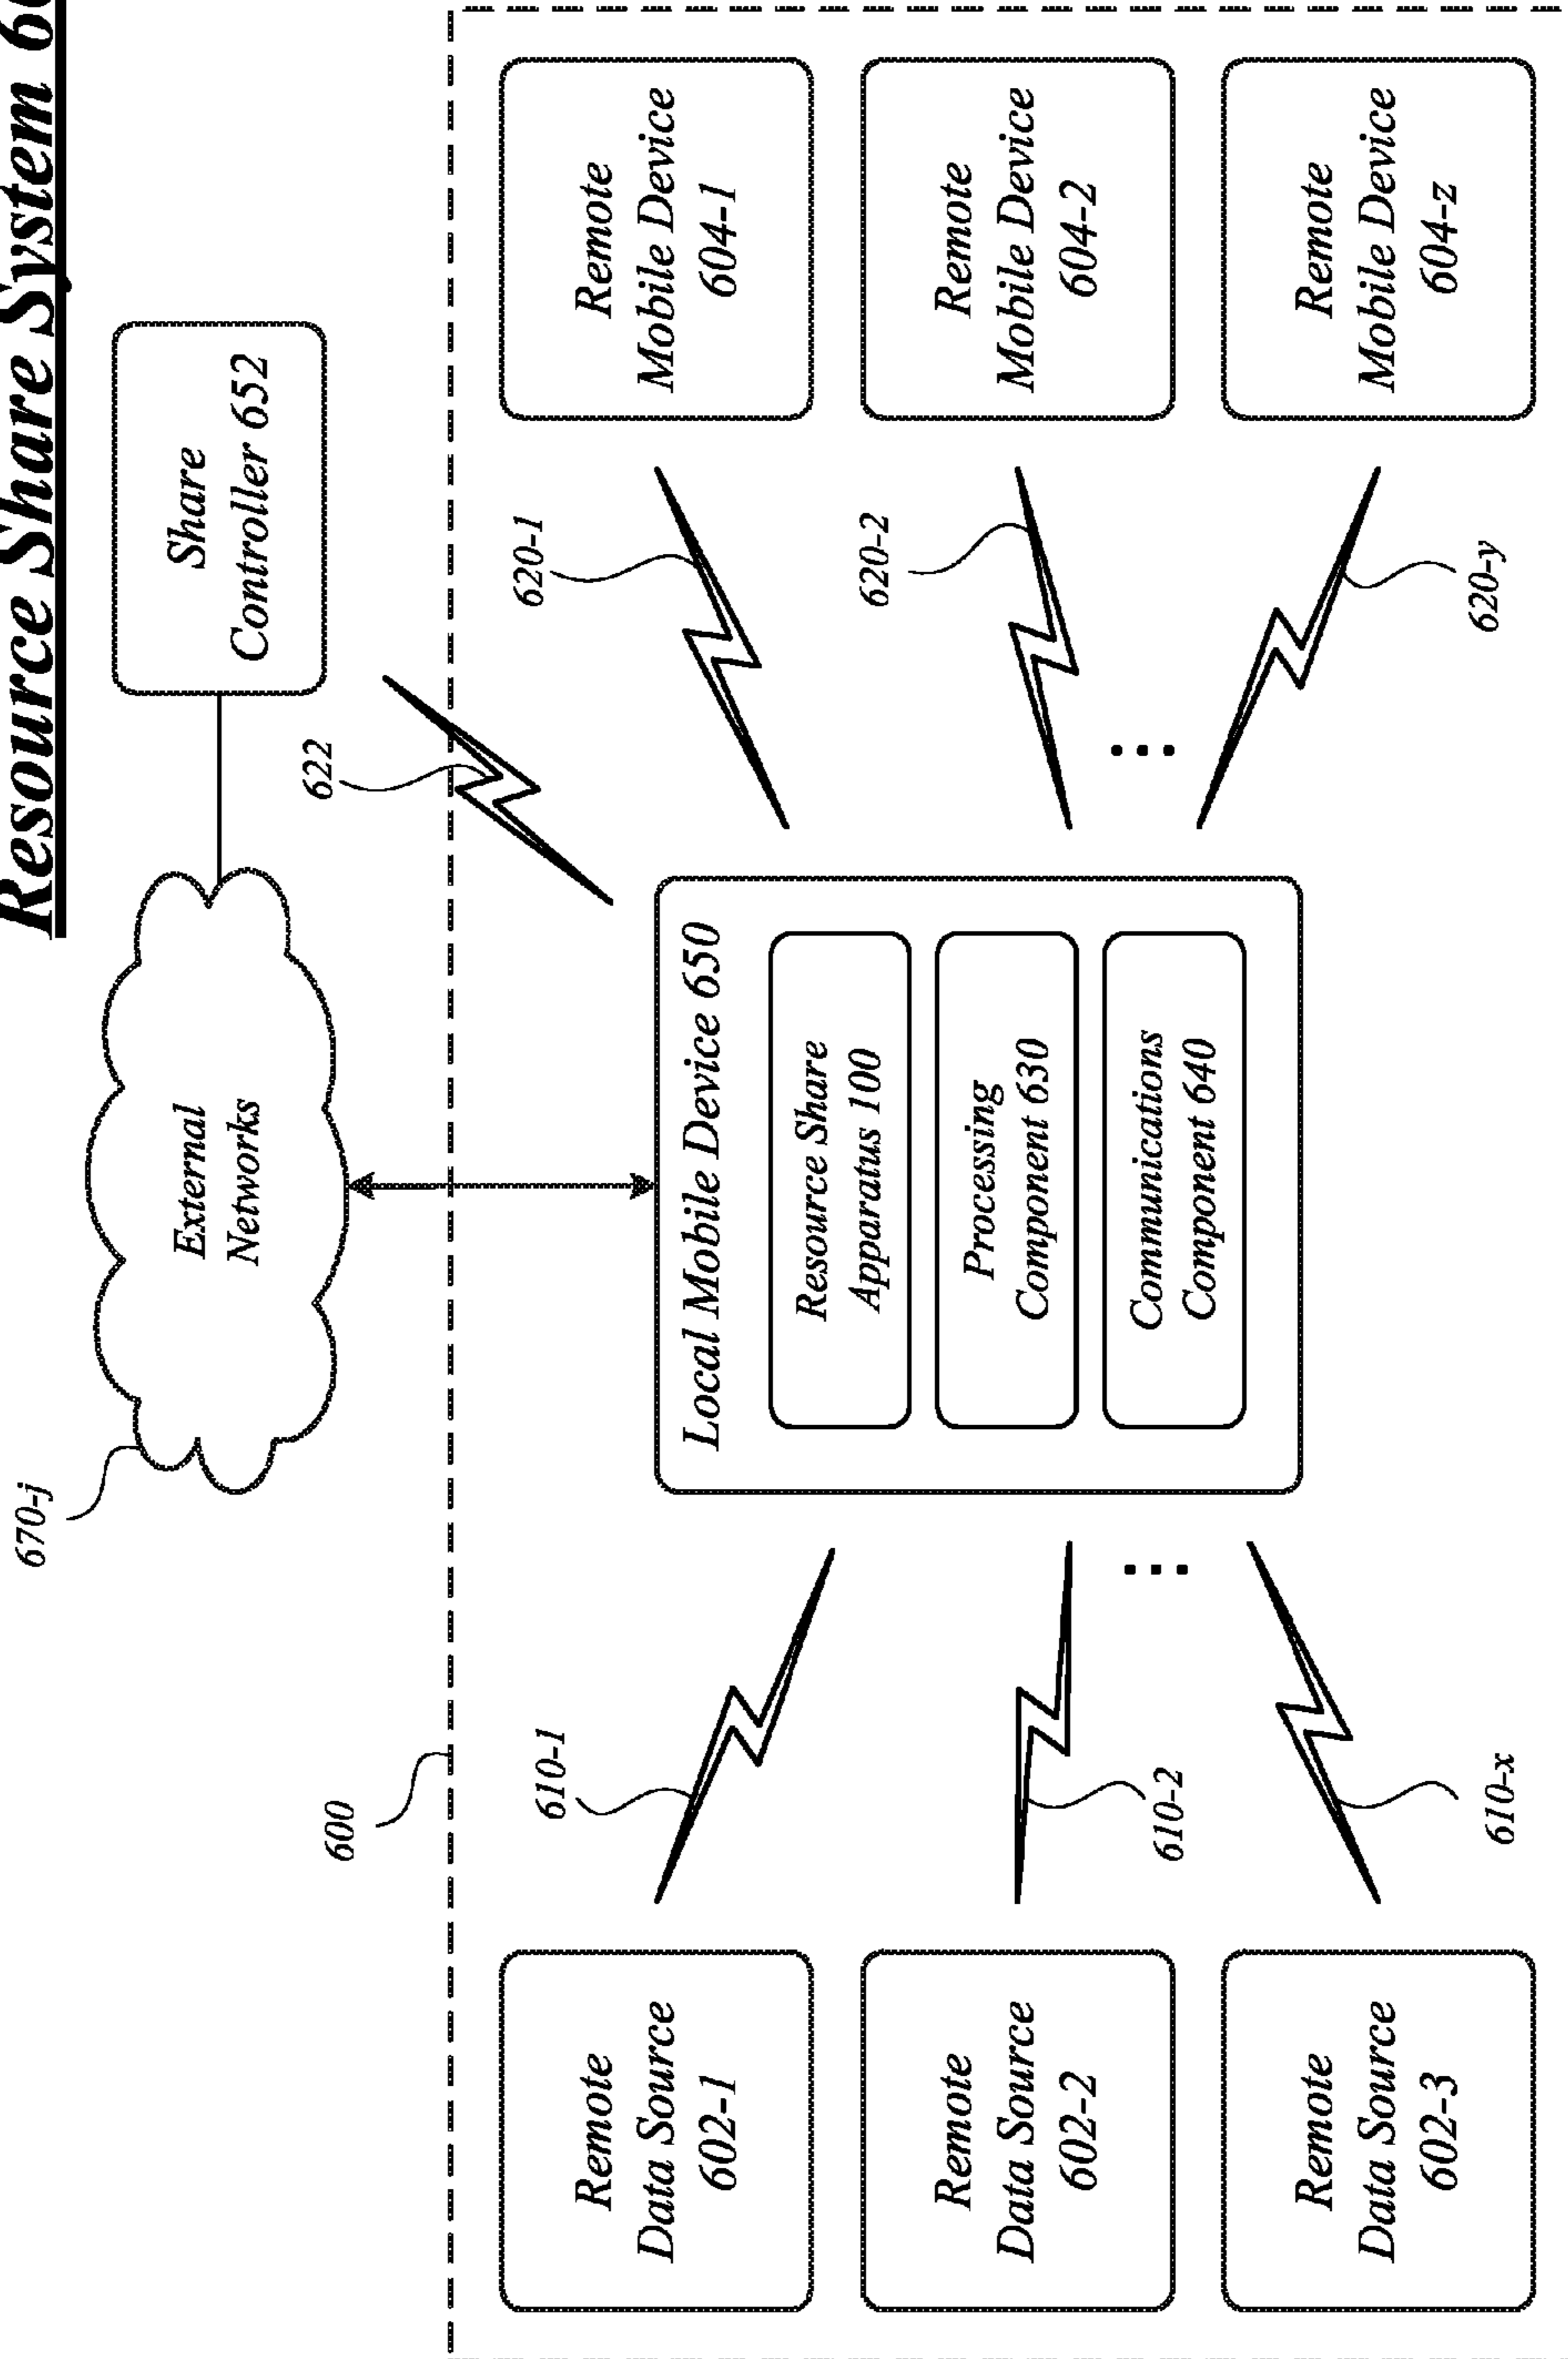 Resource Share System
670-j
External
Networks
Share
Controller 652
622
600
Remote
Data Source
602-1
610-1
Local Mobile Device 650
Resource Share
Apparatus 100
Processing
Component 630
Communications
Component 640
620-1
Remote
Mobile Device
604-1
Remote
Data Source
602-2
610-2
620-2
Remote
Mobile Device
604-2
Remote
Data Source
602-3
610-x
620-y
Remote
Mobile Device
604-z